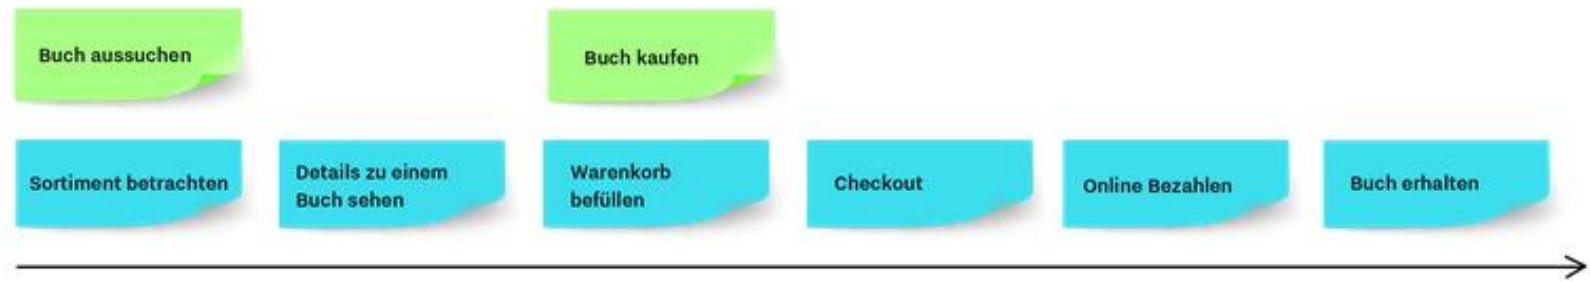 Buch aussuchen
Buch kaufen
Sortiment betrachten
Details zu einem
Buch sehen
Warenkorb
befüllen
Checkout
Online Bezahlen
Buch erhalten